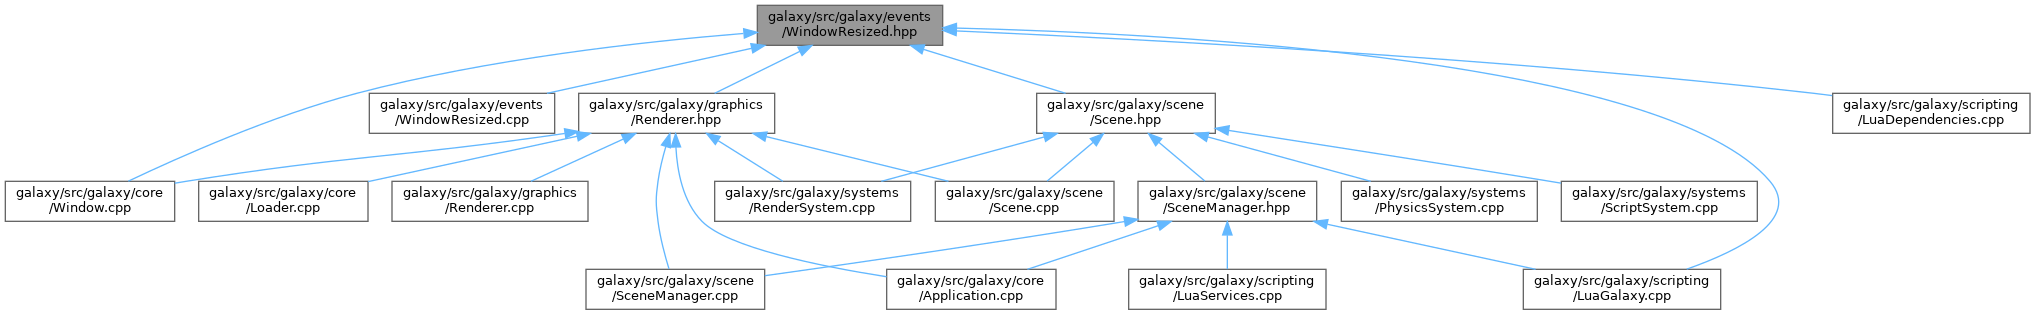 galaxy/src/galaxy/events
/WindowResized.hpp
galaxy/src/galaxy/events
/WindowResized.cpp
galaxy/src/galaxy/graphics
/Renderer.hpp
galaxy/src/galaxy/scene
/Scene.hpp
galaxy/src/galaxy/scripting
/LuaDependencies.cpp
galaxy/src/galaxy/core
/Window.cpp
galaxy/src/galaxy/core
/Loader.cpp
galaxy/src/galaxy/graphics
/Renderer.cpp
galaxy/src/galaxy/systems
/RenderSystem.cpp
galaxy/src/galaxy/scene
/Scene.cpp
galaxy/src/galaxy/scene
/SceneManager.hpp
galaxy/src/galaxy/systems
/PhysicsSystem.cpp
galaxy/src/galaxy/systems
/ScriptSystem.cpp
galaxy/src/galaxy/scene
/SceneManager.cpp
galaxy/src/galaxy/core
/Application.cpp
galaxy/src/galaxy/scripting
/LuaServices.cpp
galaxy/src/galaxy/scripting
/LuaGalaxy.cpp